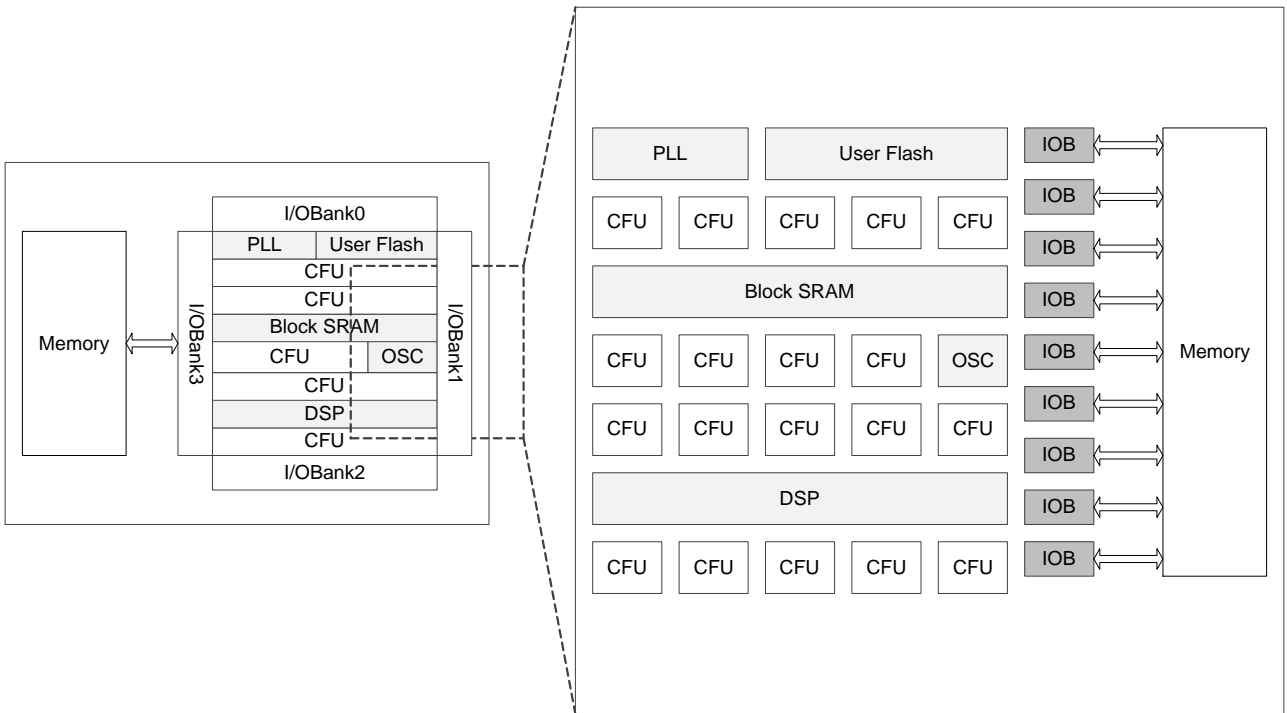 I/OBank0
PLL
User Flash
CFU
CFU
Block SRAM
CFU
OSC
CFU
DSP
CFU
I/OBank2
I/OBank3
I/OBank1
Memory
PLL
User Flash
IOB
IOB
CFU CFU CFU CFU CFU
IOB
Block SRAM
IOB
CFU CFU CFU CFU OSC
IOB
Memory
CFU CFU CFU CFU CFU
IOB
IOB
DSP
IOB
CFU CFU CFU CFU CFU
IOB